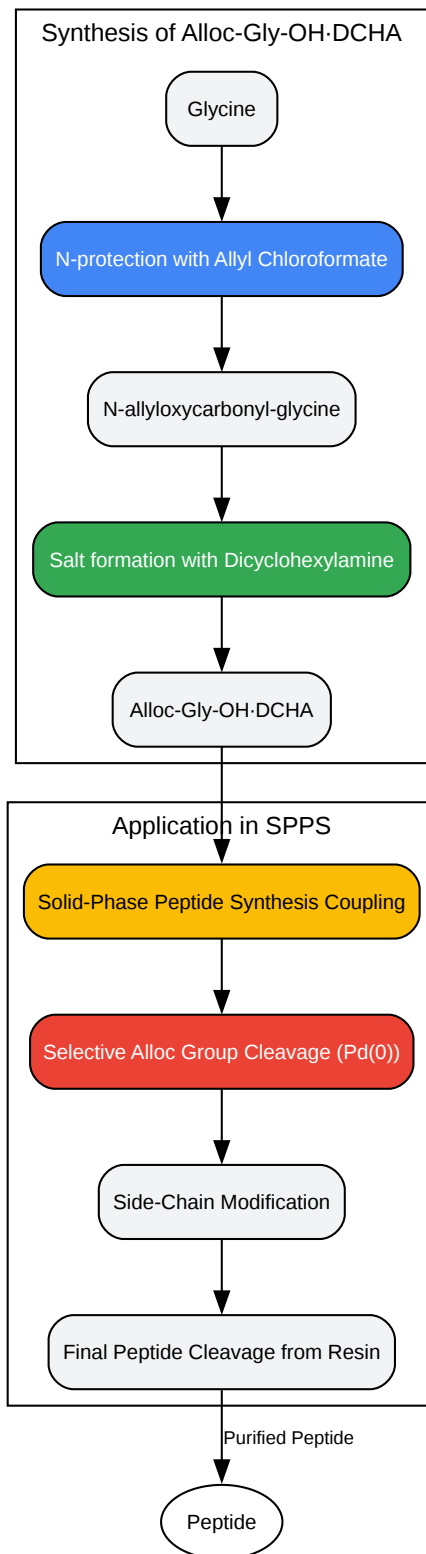 Synthesis of Alloc-Gly-OH·DCHA
Glycine
N-protection with Allyl Chloroformate
N-allyloxycarbonyl-glycine
Salt formation with Dicyclohexylamine
Alloc-Gly-OH·DCHA
Application in SPPS
Solid-Phase Peptide Synthesis Coupling
Selective Alloc Group Cleavage (Pd(0))
Side-Chain Modification
Final Peptide Cleavage from Resin
Purified Peptide
Peptide